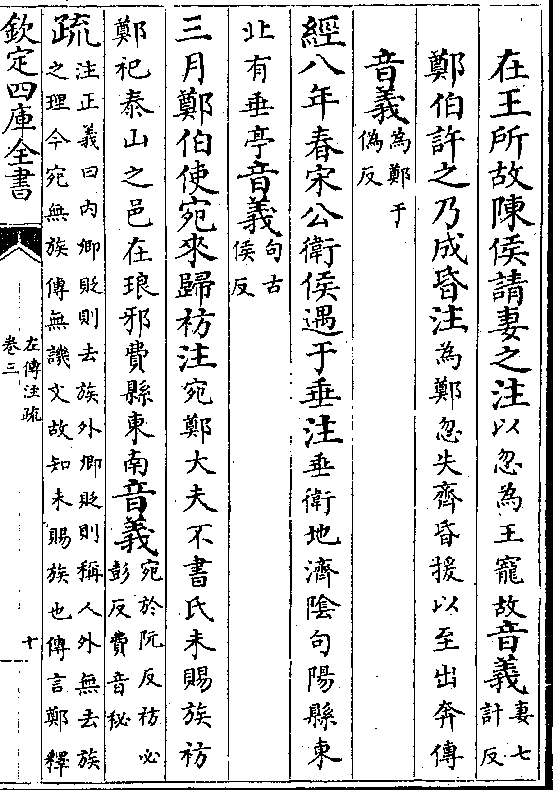 在王所故陳侯請妻之注以忽為王寵故音義妻七
計反
鄭伯許之乃成昏注為鄭忽失齊昏援以至出奔傳
音義為鄭于
偽反
經八年春宋公衛侯遇于垂注垂衛地濟陰句陽縣東
北有垂亭音義句古
侯反
三月鄭伯使宛來歸祊注宛鄭大夫不書氏未賜族祊
鄭祀泰山之邑在琅邪費縣東南音義宛於阮反祊必
彭反費音秘
疏注正義曰内卿貶則去族外卿貶則稱人外無去族
之理今宛無族傳無譏文故知未賜族也傳言鄭釋
欽定四庫全書
左傳注疏
卷三
十